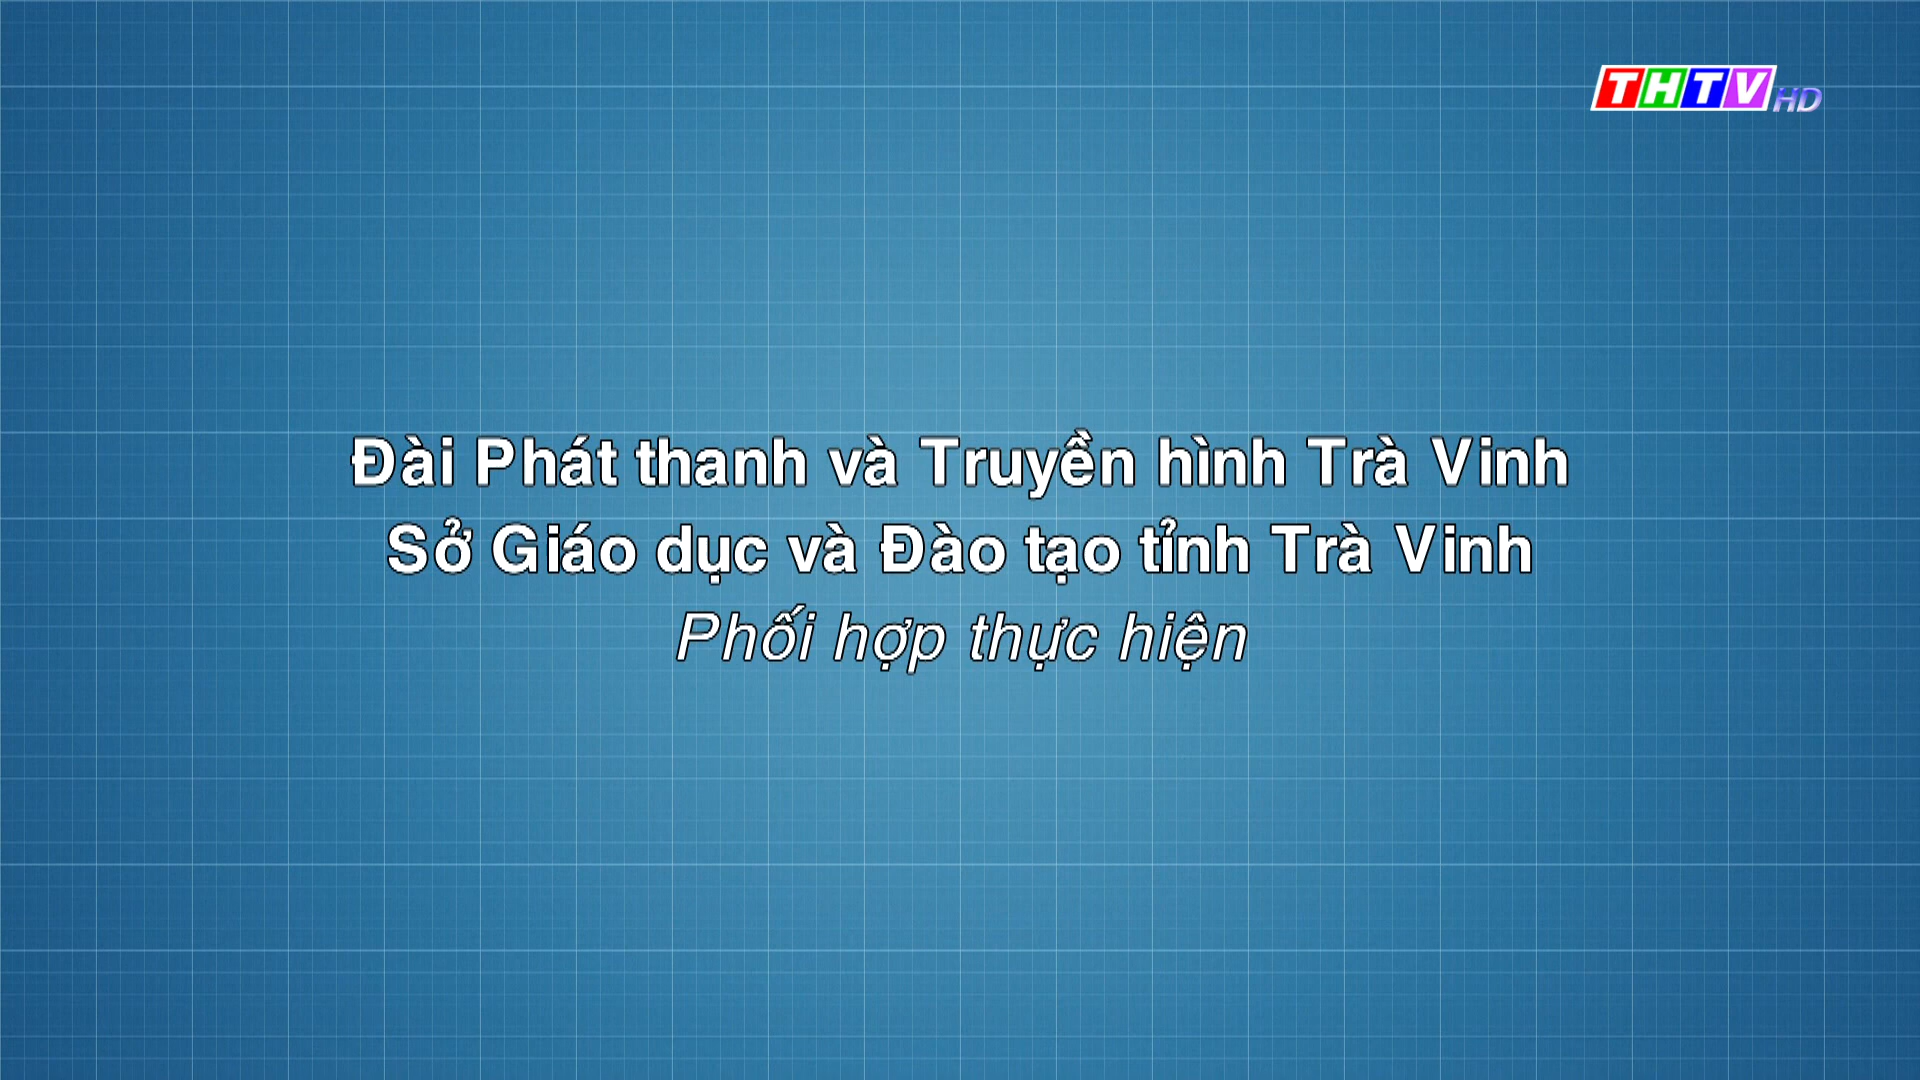 THTV HD
Đài Phát thanh và Truyền hình Trà Vinh
Sở Giáo dục và Đào tạo tỉnh Trà Vinh
Phối hợp thực hiện